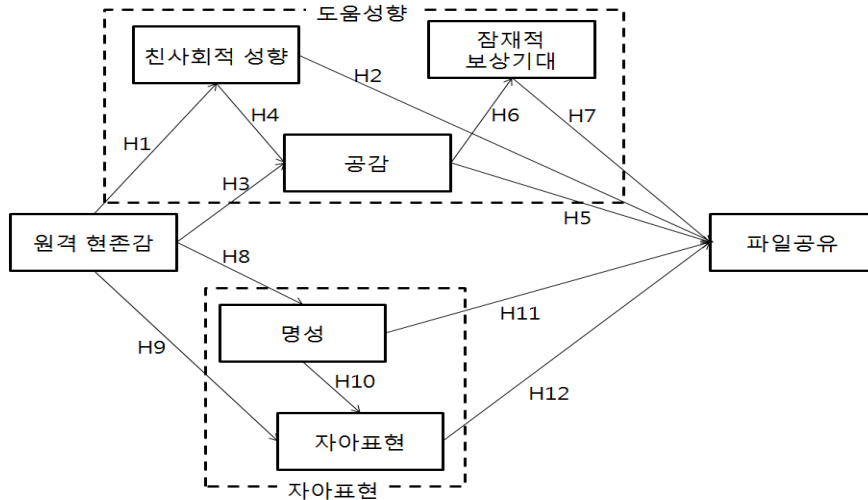 도움성향
친사회적 성향
잠재적
보상기대
H2
H6
H7
H4
H1
공감
H3
H5
원격 현존감
파일공유
H8
명성
H11
H9
H10
H12
자아표현
자아표현